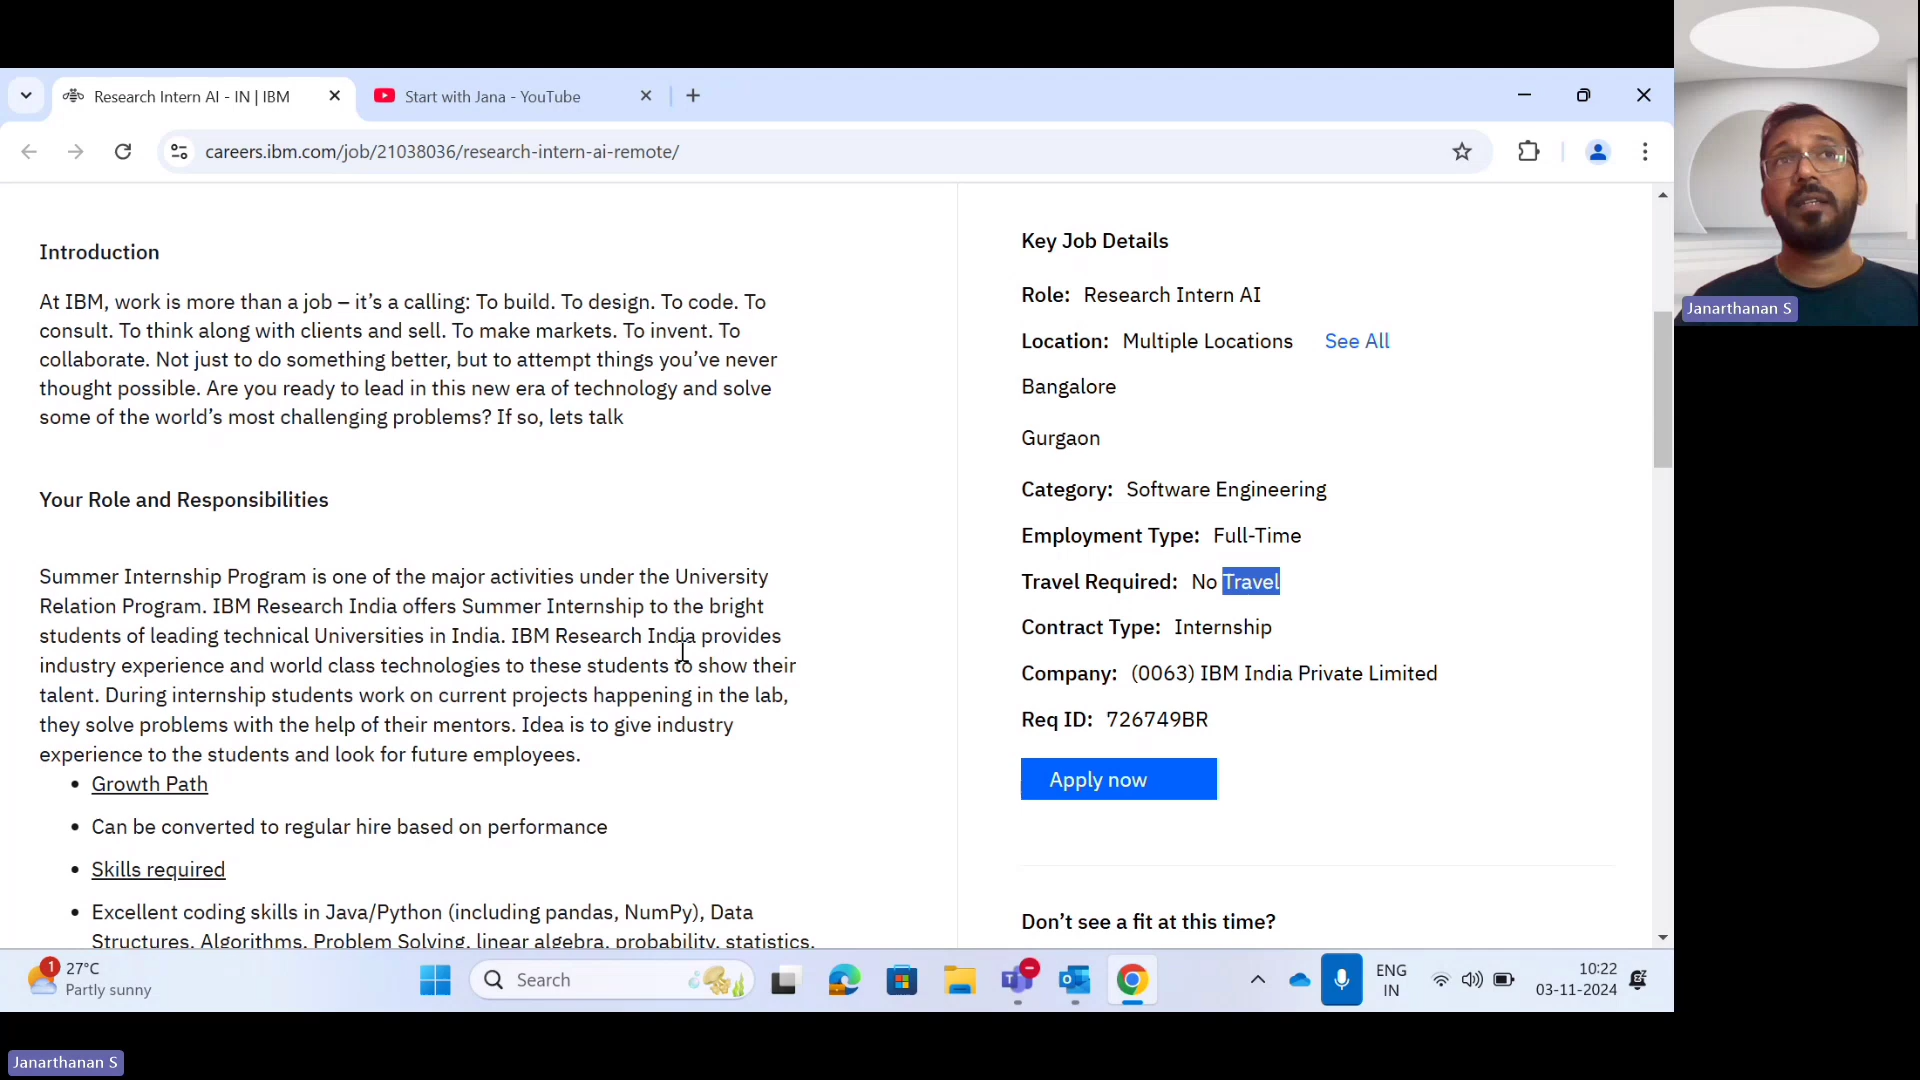 Research Intern AI - IN | IBM
Start with Jana - YouTube
careers.ibm.com/job/21038036/research-intern-ai-remote/
Introduction
At IBM, work is more than a job – it’s a calling: To build. To design. To code. To
consult. To think along with clients and sell. To make markets. To invent. To
collaborate. Not just to do something better, but to attempt things you’ve never
thought possible. Are you ready to lead in this new era of technology and solve
some of the world’s most challenging problems? If so, lets talk
Your Role and Responsibilities
Summer Internship Program is one of the major activities under the University
Relation Program. IBM Research India offers Summer Internship to the bright
students of leading technical Universities in India. IBM Research India provides
industry experience and world class technologies to these students to show their
talent. During internship students work on current projects happening in the lab,
they solve problems with the help of their mentors. Idea is to give industry
experience to the students and look for future employees.
• Growth Path
• Can be converted to regular hire based on performance
• Skills required
• Excellent coding skills in Java/Python (including pandas, NumPy), Data
Structures, Algorithms, Problem Solving, linear algebra, probability, statistics,
Key Job Details
Role: Research Intern AI
Location: Multiple Locations See All
Bangalore
Gurgaon
Category: Software Engineering
Employment Type: Full-Time
Travel Required: No Travel
Contract Type: Internship
Company: (0063) IBM India Private Limited
Req ID: 726749BR
Apply now
Don’t see a fit at this time?
Janarthanan S
1
27°C
Partly sunny
Search
ENG
IN
10:22
03-11-2024
Janarthanan S